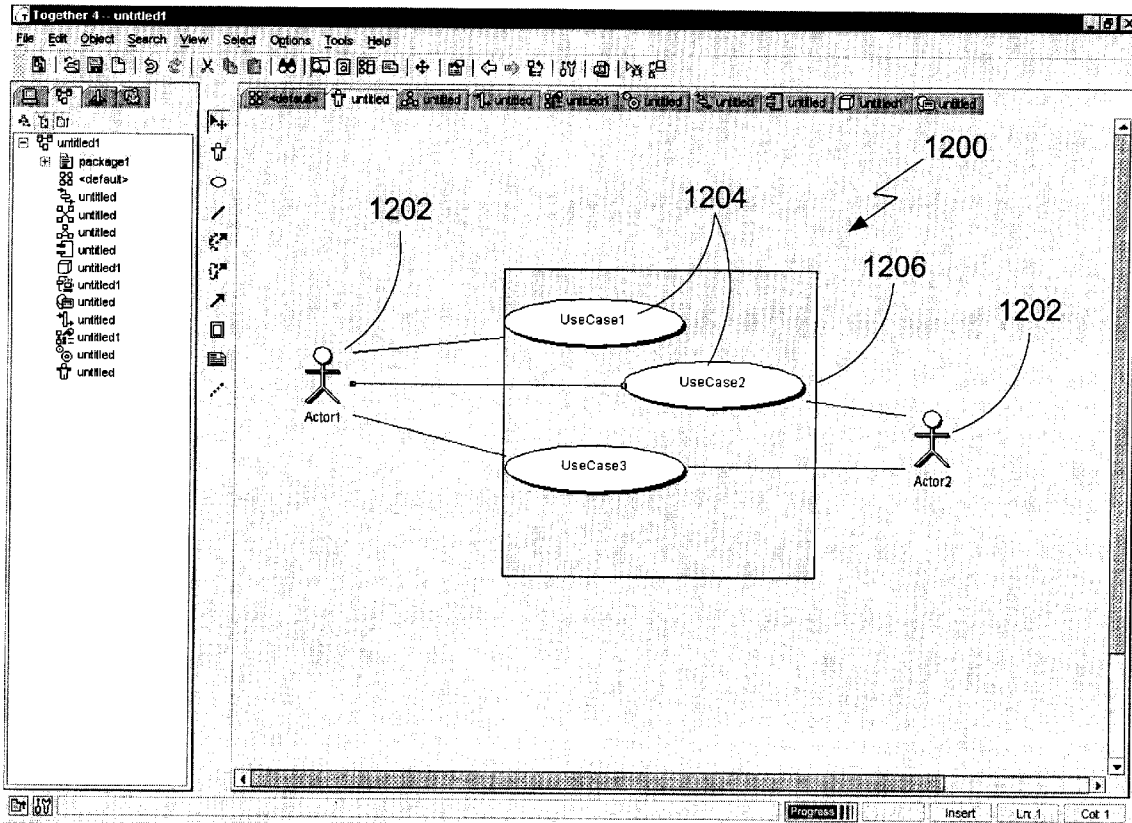 Together 4 -- untitled1
File Edit Object Search View Select Options Tools Help
<default> untitled untitled untitled untitled1 untitled untitled untitled untitled1 untitled
untitled1
package1
<default>
untitled
untitled
untitled
untitled
untitled1
untitled1
untitled
untitled
untitled1
untitled
untitled
1200
1202
1204
1206
1202
UseCase1
UseCase2
UseCase3
Actor1
Actor2
Progress
Insert
Ln: 1
Col: 1